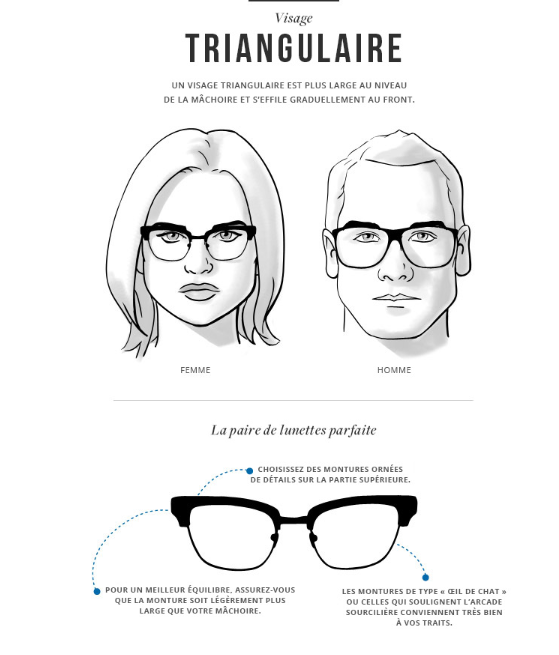 Visage
TRIANGULAIRE
UN VISAGE TRIANGULAIRE EST PLUS LARGE AU NIVEAU
DE LA MÂCHOIRE ET S'EFFILE GRADUELLEMENT AU FRONT.
FEMME
HOMME
La paire de lunettes parfaite
CHOISISSEZ DES MONTURES ORNÉES
DE DÉTAILS SUR LA PARTIE SUPÉRIEURE.
POUR UN MEILLEUR ÉQUILIBRE, ASSUREZ-VOUS
QUE LA MONTURE SOIT LÉGÈREMENT PLUS
LARGE QUE VOTRE MÂCHOIRE.
LES MONTURES DE TYPE « ŒIL DE CHAT »
OU CELLES QUI SOULIGNENT L'ARCADE
SOURCILIÈRE CONVIENNENT TRÈS BIEN
À VOS TRAITS.